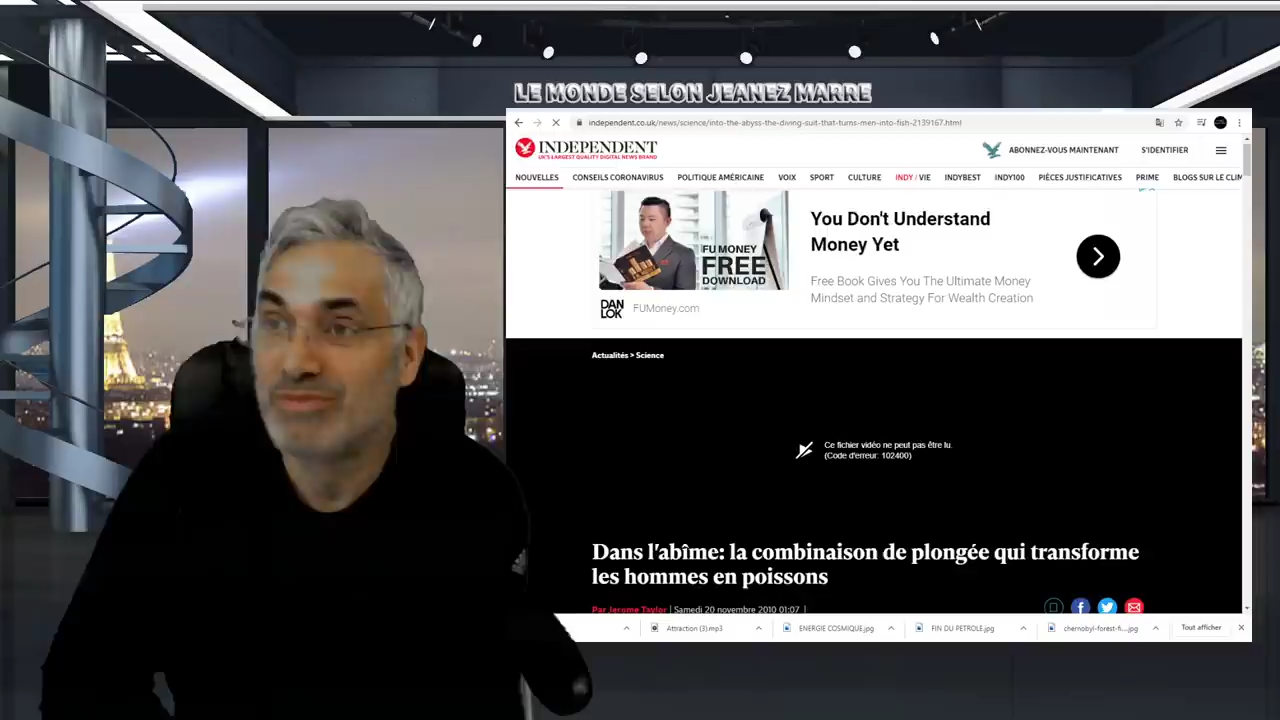 LE MONDE SELON JEANEZ MARRE
independent.co.uk/news/science/into-the-abyss-the-diving-suit-that-turns-men-into-fish-2139167.html
INDEPENDENT
UK'S LARGEST QUALITY DIGITAL NEWS BRAND
ABONNEZ-VOUS MAINTENANT
S'IDENTIFIER
NOUVELLES CONSEILS CORONAVIRUS POLITIQUE AMÉRICAINE VOIX SPORT CULTURE INDY / VIE INDYBEST INDY100 PIÈCES JUSTIFICATIVES PRIME BLOGS SUR LE CLIM
FU MONEY
FREE
DOWNLOAD
You Don't Understand
Money Yet
Free Book Gives You The Ultimate Money
Mindset and Strategy For Wealth Creation
DAN
LOK
FUMoney.com
Actualités > Science
Ce fichier vidéo ne peut pas être lu.
(Code d'erreur: 102400)
Dans l'abîme: la combinaison de plongée qui transforme
les hommes en poissons
Par Jerome Taylor | Samedi 20 novembre 2010 01:07 |
Attraction (3).mp3
ENERGIE COSMIQUE.jpg
FIN DU PETROLE.jpg
chernobyl-forest-fi....jpg
Tout afficher